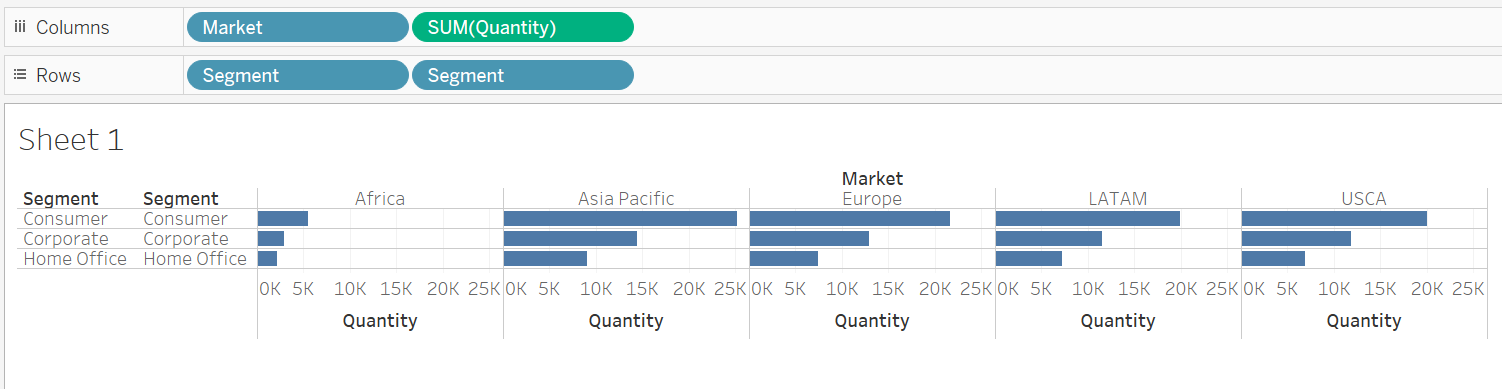 Columns Market SUM(Quantity)
Rows Segment Segment
Sheet 1
Market
Segment Segment Africa Asia Pacific Europe LATAM USCA
Consumer Consumer
Corporate Corporate
Home Office Home Office
0K 5K 10K 15K 20K 25K 0K 5K 10K 15K 20K 25K 0K 5K 10K 15K 20K 25K 0K 5K 10K 15K 20K 25K 0K 5K 10K 15K 20K 25K
Quantity Quantity Quantity Quantity Quantity